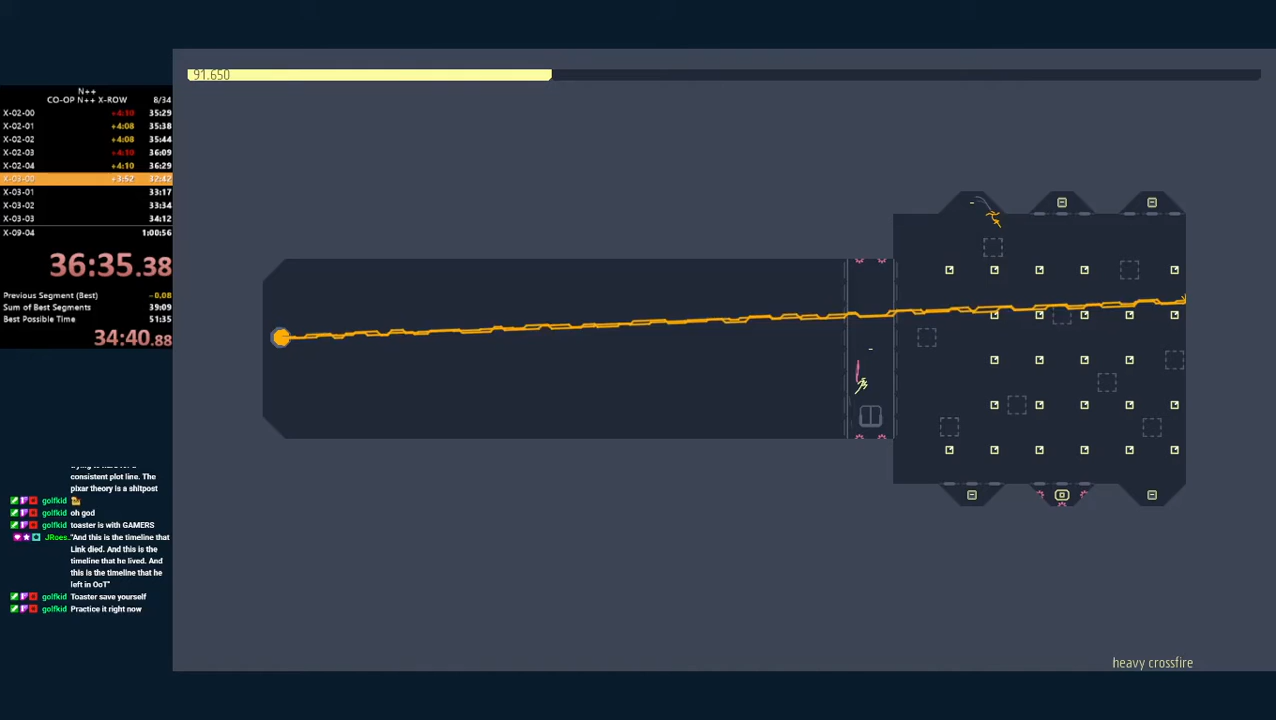 91.650
N++
CO-OP N++ X-ROW 8/34
X-02-00 +4:10 35:29
X-02-01 +4:08 35:38
X-02-02 +4:08 35:44
X-02-03 +4:10 36:09
X-02-04 +4:10 36:29
X-03-00 +3:52 32:42
X-03-01 33:17
X-03-02 33:34
X-03-03 34:12
X-09-04 1:00:56
36:35.38
Previous Segment (Best) -0.08
Sum of Best Segments 39:09
Best Possible Time 51:35
34:40.88
consistent plot line. The
pixar theory is a shitpost
golfkid
golfkid oh god
golfkid toaster is with GAMERS
JRoes.. "And this is the timeline that
Link died. And this is the
timeline that he lived. And
this is the timeline that he
left in OoT"
golfkid Toaster save yourself
golfkid Practice it right now
heavy crossfire